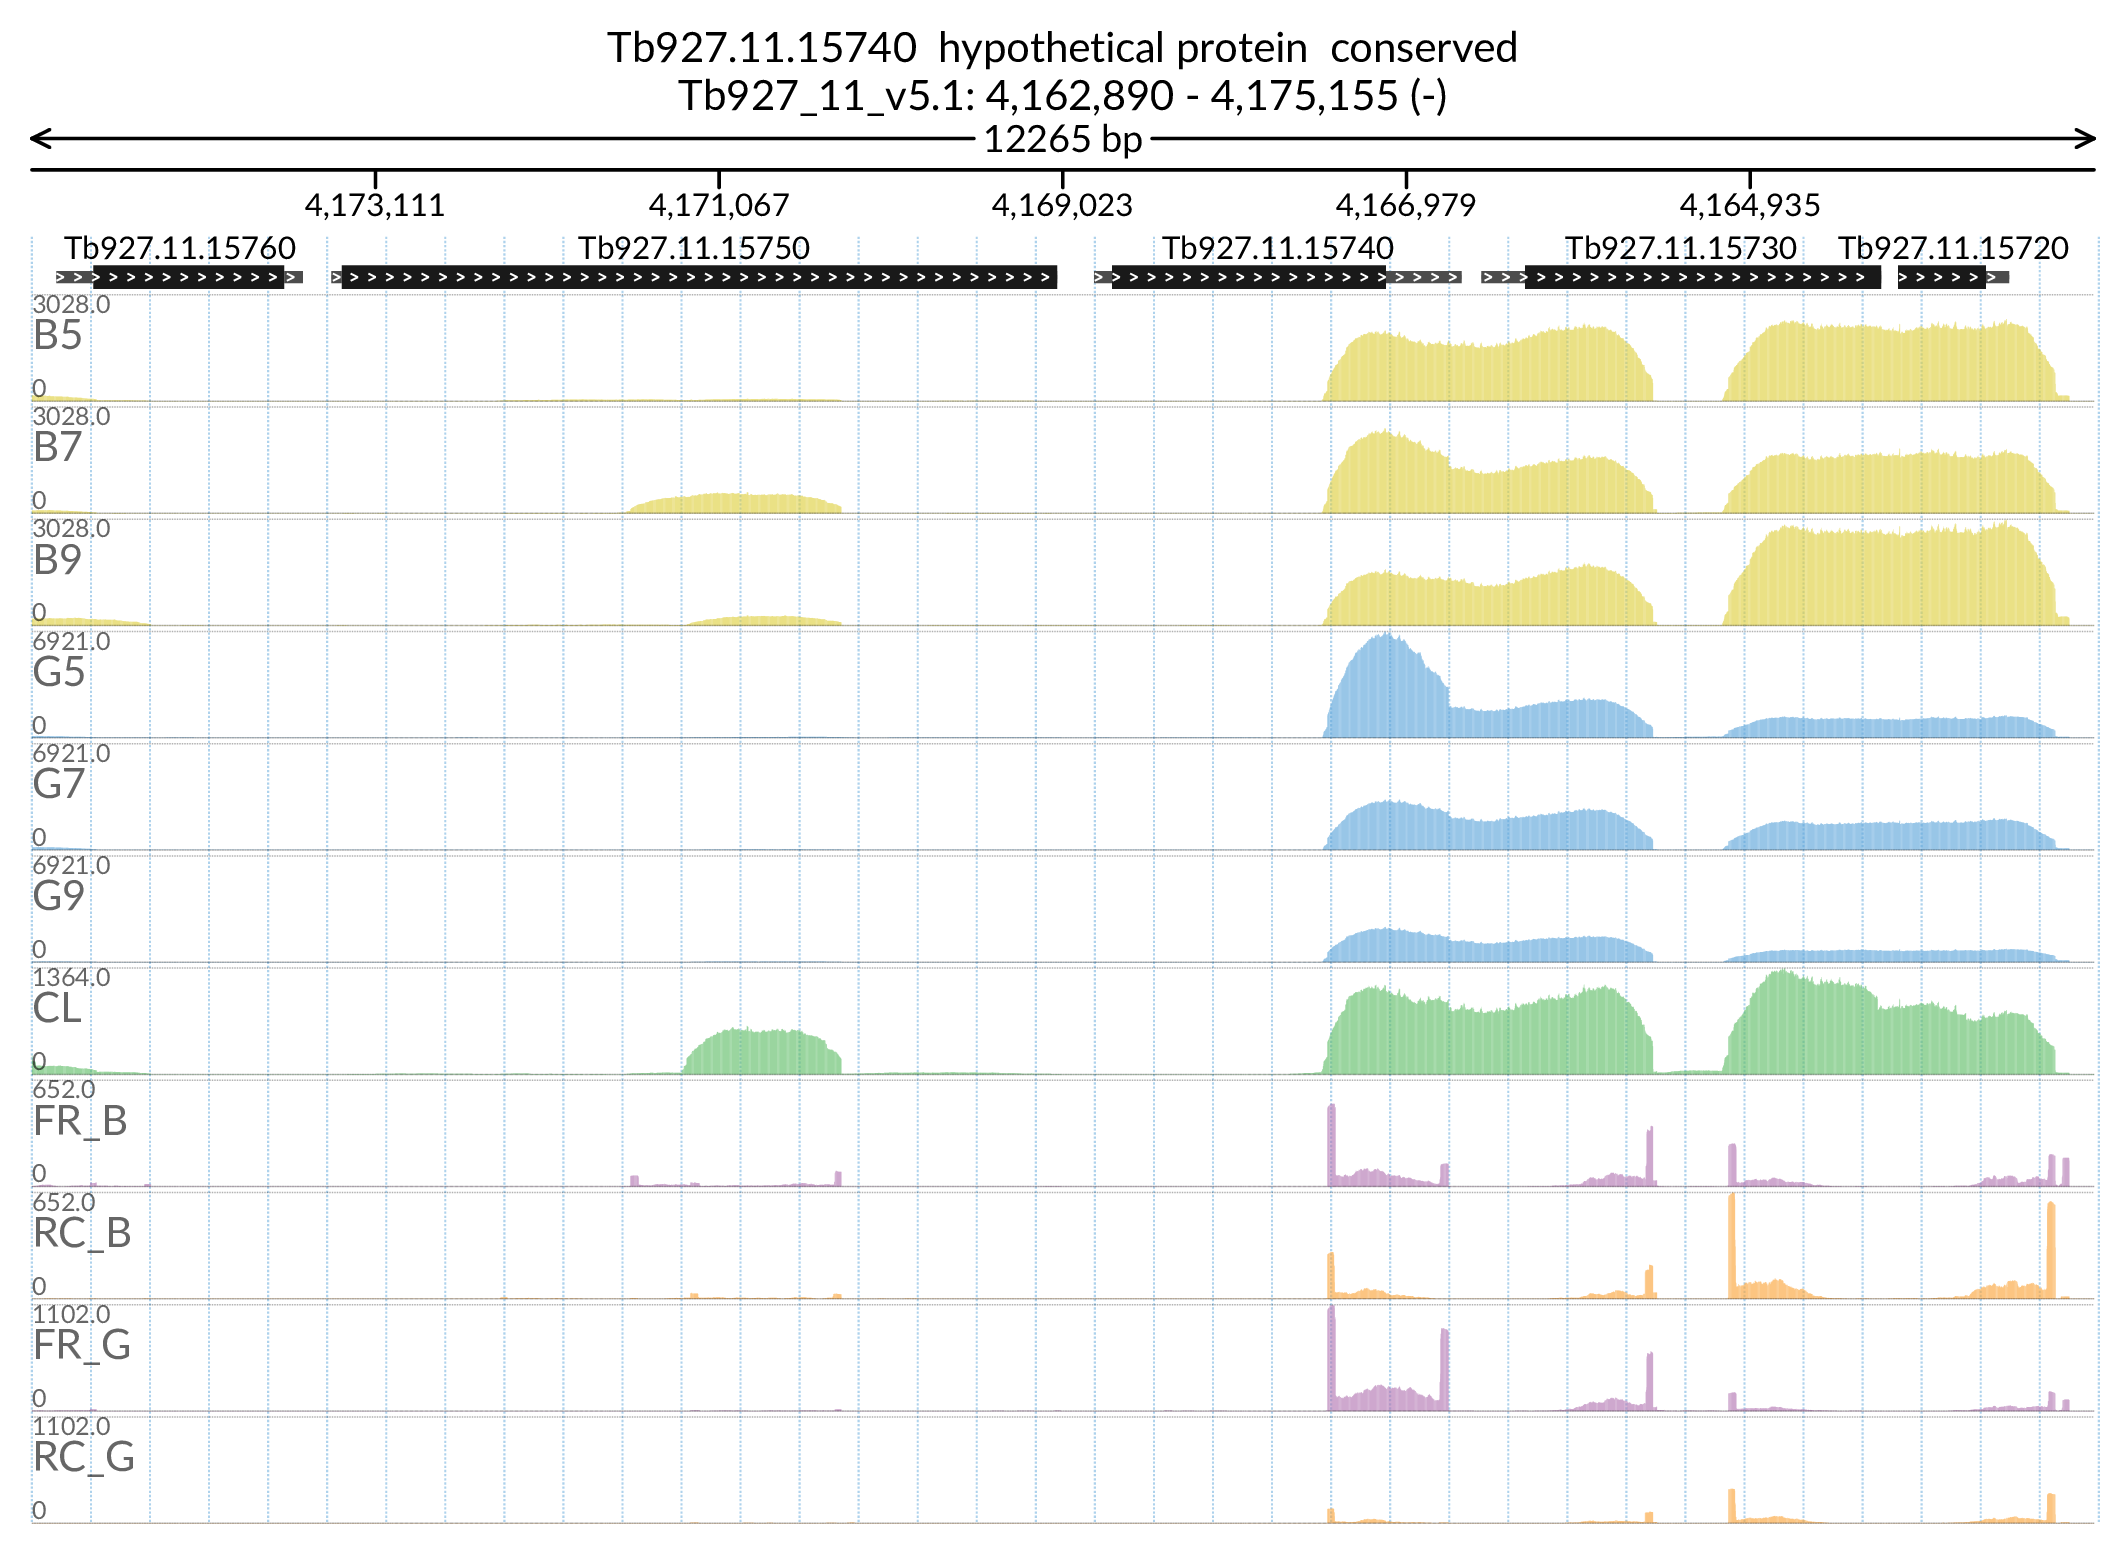 Tb927.11.15740 hypothetical protein conserved
Tb927_11_v5.1: 4,162,890 - 4,175,155 (-)
12265 bp
4,173,111 4,171,067 4,169,023 4,166,979 4,164,935
Tb927.11.15760 Tb927.11.15750 Tb927.11.15740 Tb927.11.15730 Tb927.11.15720
3028.0
B5
0
3028.0
B7
0
3028.0
B9
0
6921.0
G5
0
6921.0
G7
0
6921.0
G9
0
1364.0
CL
0
652.0
FR_B
0
652.0
RC_B
0
1102.0
FR_G
0
1102.0
RC_G
0